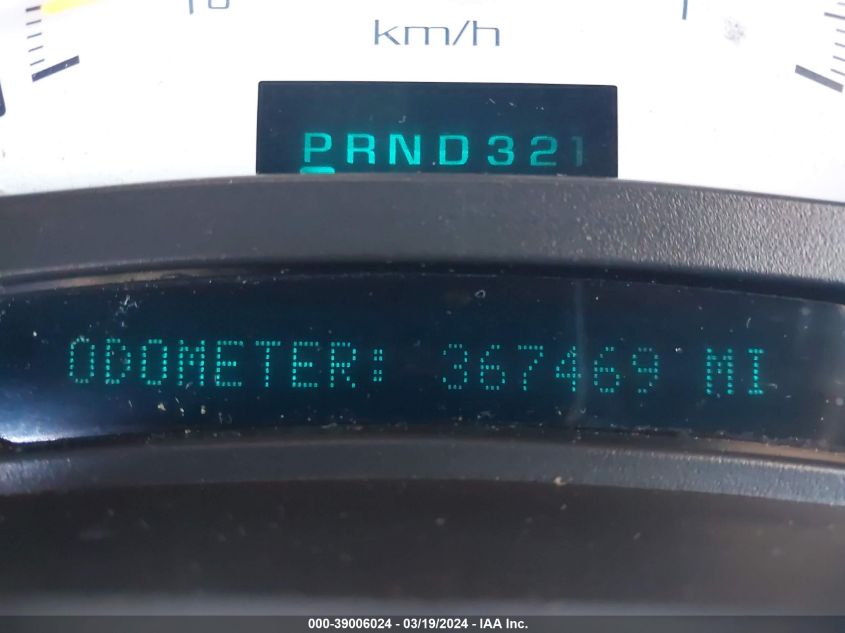 km/h
PRND321
ODOMETER: 367469 MI
000-39006024 - 03/19/2024 - IAA Inc.